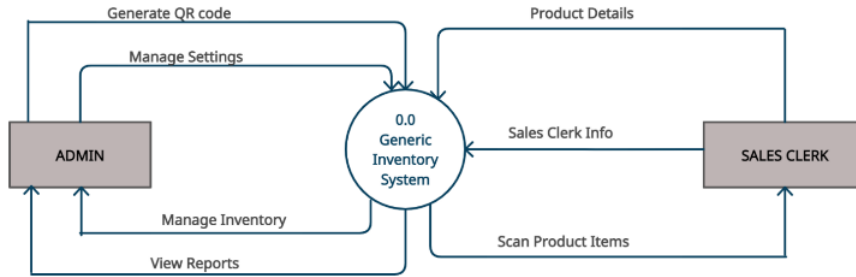 Generate QR code
Product Details
Manage Settings
0.0
Generic
Inventory
System
Sales Clerk Info
ADMIN
SALES CLERK
Manage Inventory
Scan Product Items
View Reports